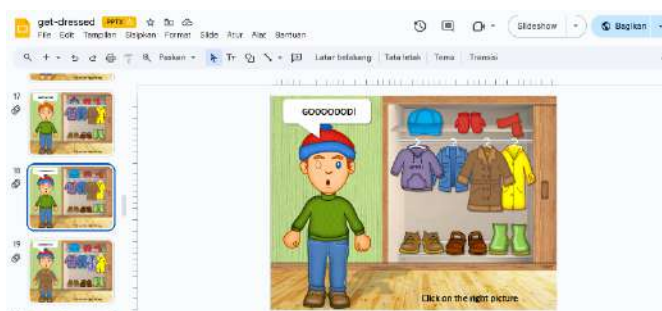 get-dressed PPTX
File Edit Tampilan Sisipkan Format Slide Atur Alat Bantuan
Slideshow
Bagikan
Paskan
Latar belakang Tata letak Tema Transisi
17
18
19
GOOOOOOD!
Click on the right picture